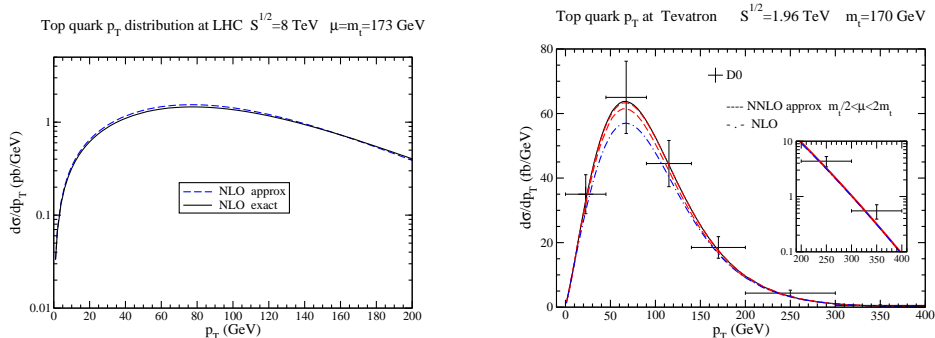 Top quark p_T distribution at LHC S^1/2=8 TeV μ=m_t=173 GeV
dσ/dp_T (pb/GeV)
1
0.1
0.01
NLO approx
NLO exact
0 20 40 60 80 100 120 140 160 180 200
p_T (GeV)
Top quark p_T at Tevatron S^1/2=1.96 TeV m_t=170 GeV
dσ/dp_T (fb/GeV)
80
60
40
20
0
D0
NNLO approx m_t/2<μ<2m_t
NLO
10
1
0.1
200 250 300 350 400
0 50 100 150 200 250 300 350 400
p_T (GeV)